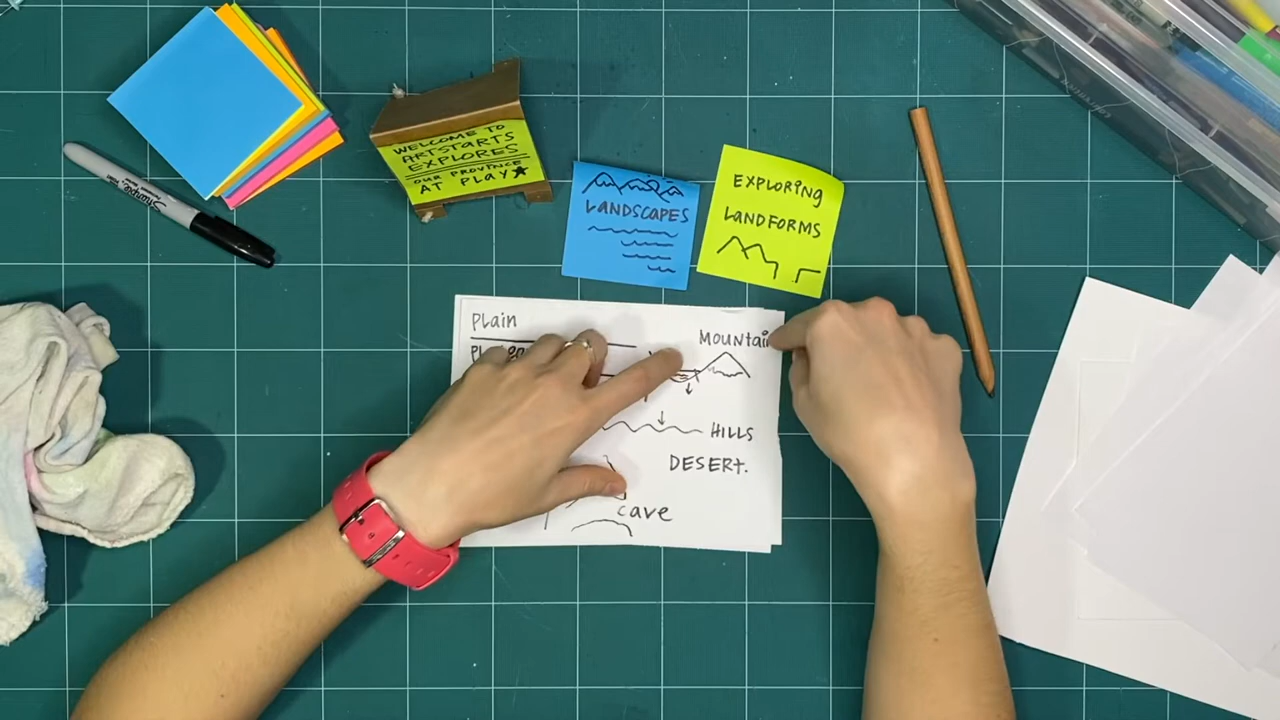 WELCOME TO
ARTSTARTS
EXPLORES
OUR PROVINCE
AT PLAY★
LANDSCAPES
EXPLORING
LANDFORMS
Sharpie
Plain
MOUNTAIN
HILLS
DESERT.
cave